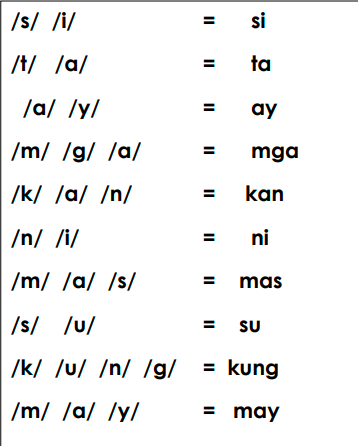 /s/ /i/ = si
/t/ /a/ = ta
/a/ /y/ = ay
/m/ /g/ /a/ = mga
/k/ /a/ /n/ = kan
/n/ /i/ = ni
/m/ /a/ /s/ = mas
/s/ /u/ = su
/k/ /u/ /n/ /g/ = kung
/m/ /a/ /y/ = may